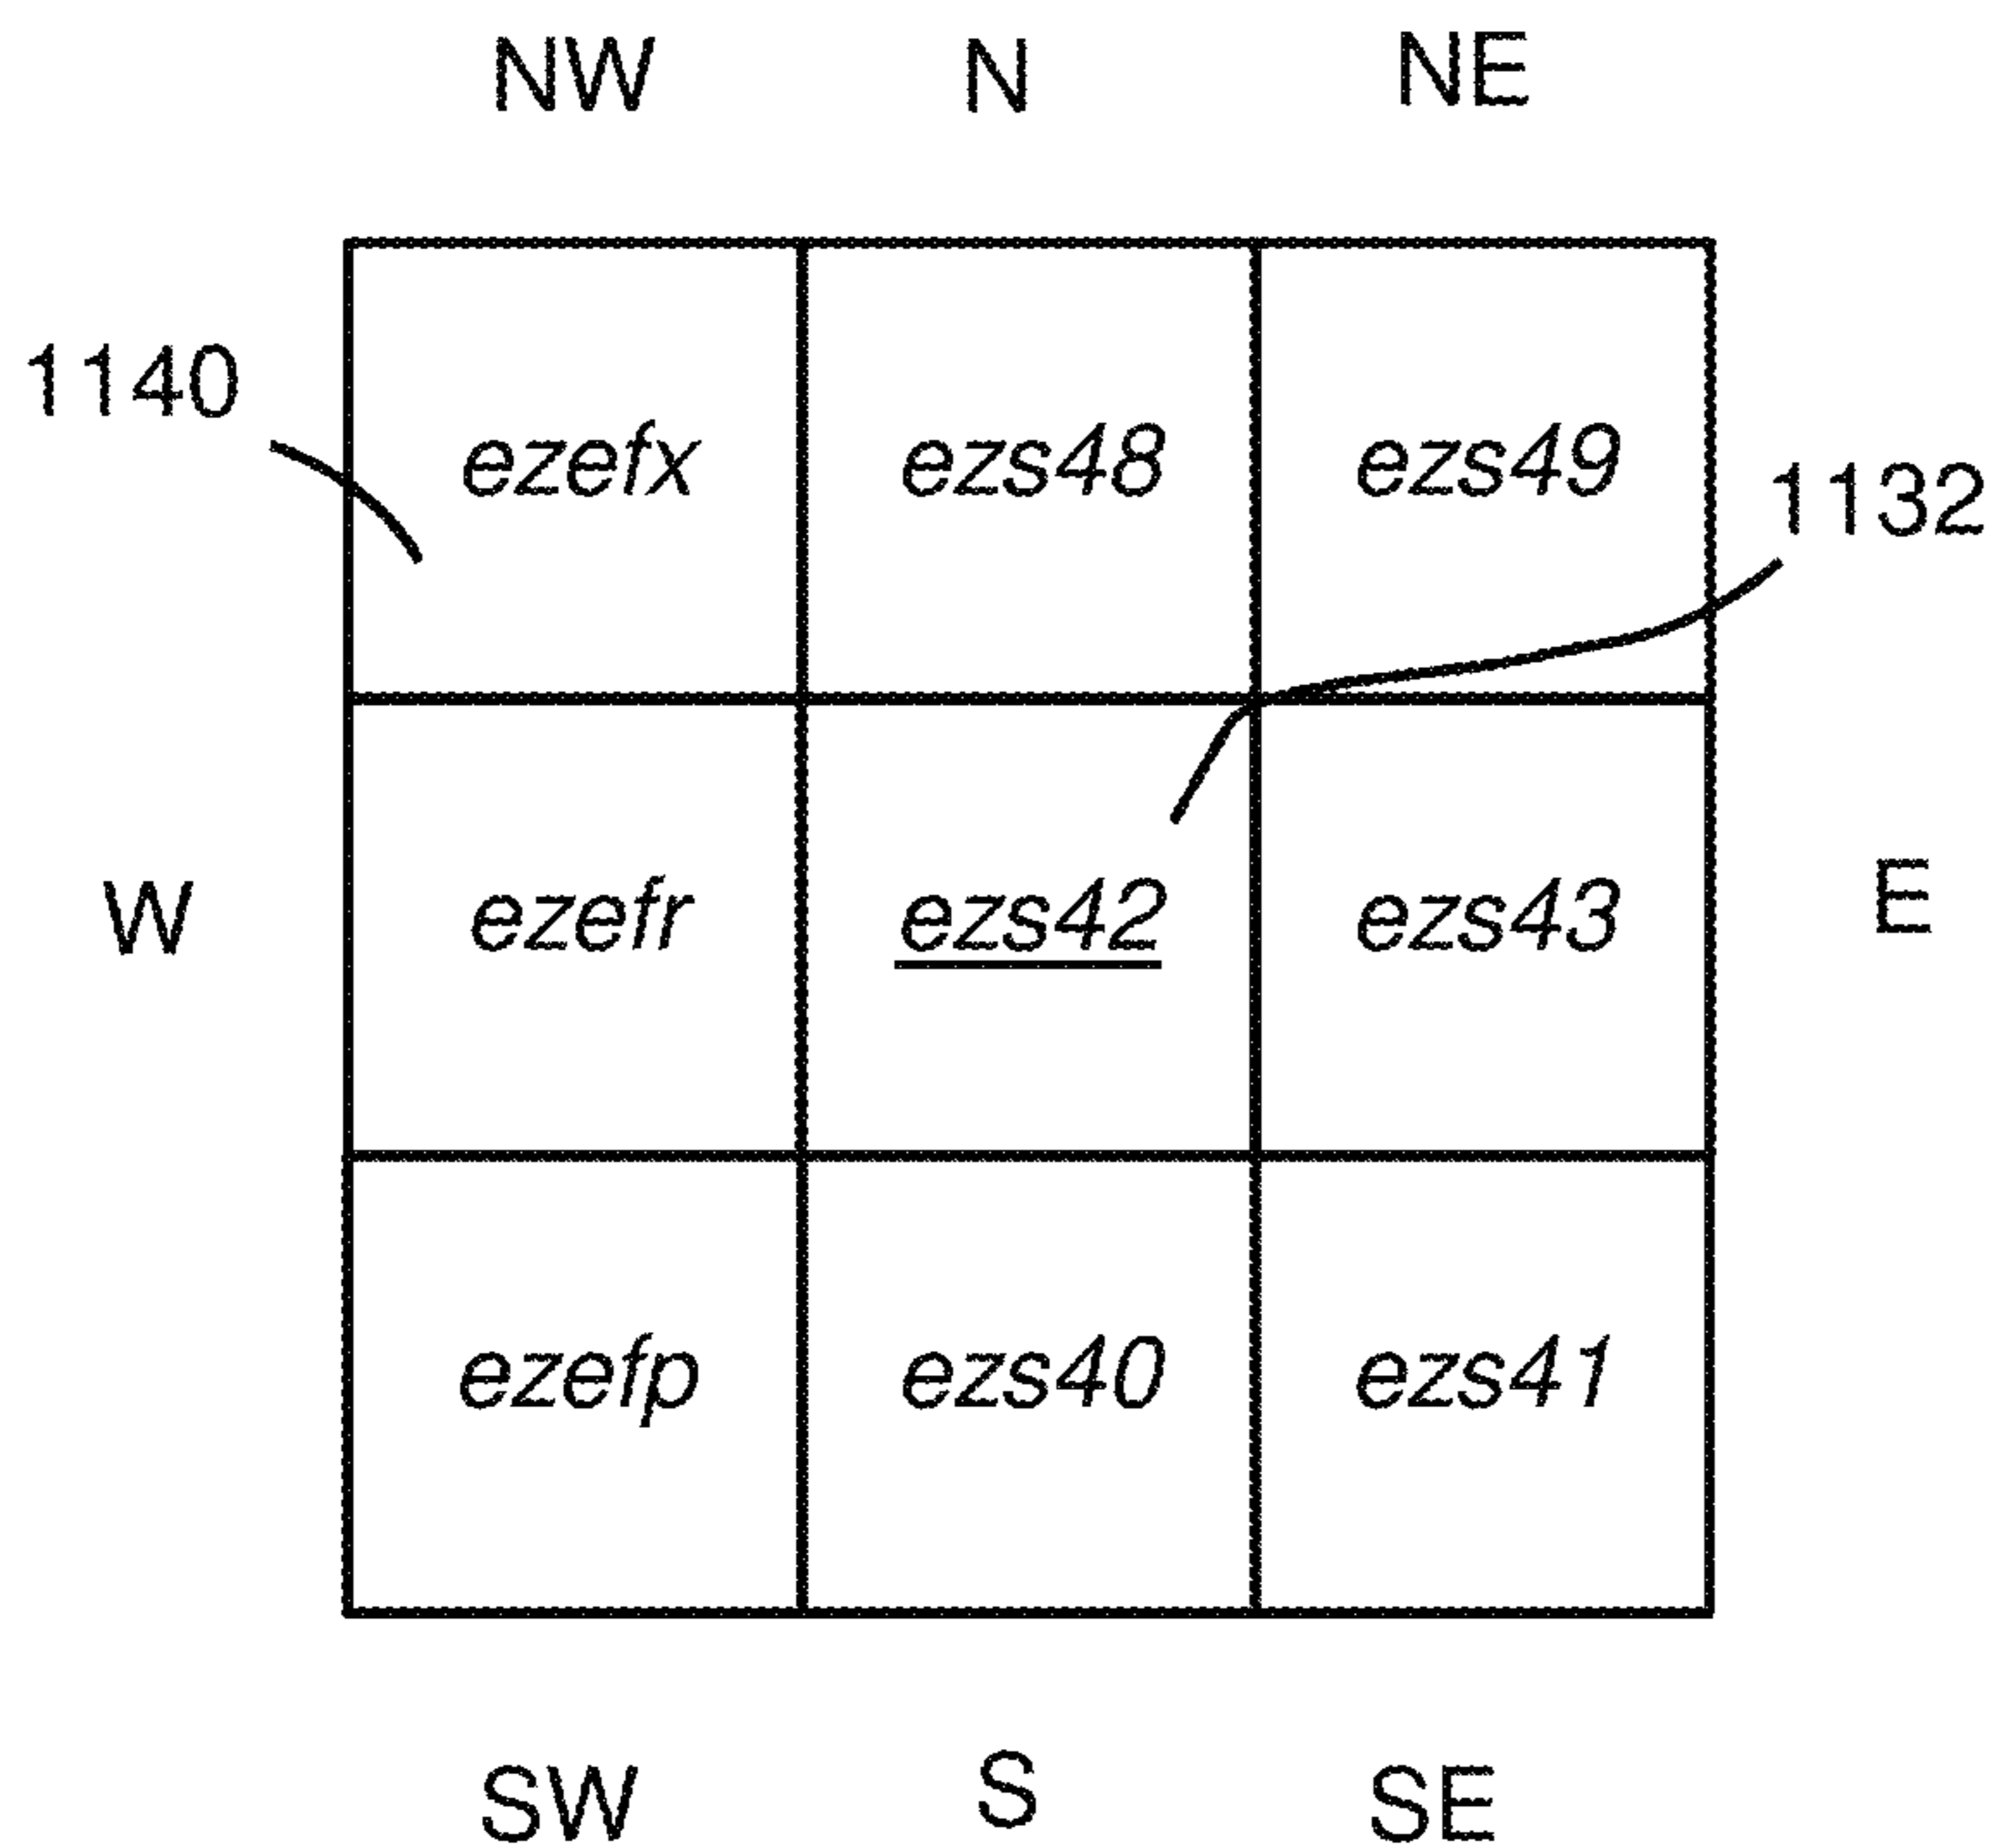 NW N NE
1140
ezefx ezs48 ezs49
1132
W ezefr ezs42 ezs43 E
ezefp ezs40 ezs41
SW S SE